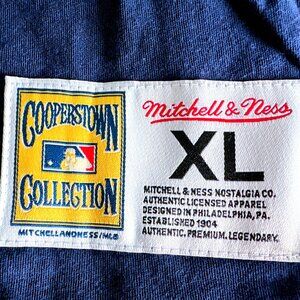 COOPERSTOWN
COLLECTION
MITCHELLANDNESS/MLB
Mitchell & Ness
XL
MITCHELL & NESS NOSTALGIA CO.
AUTHENTIC LICENSED APPAREL
DESIGNED IN PHILADELPHIA, PA.
ESTABLISHED 1904
AUTHENTIC. PREMIUM. LEGENDARY.